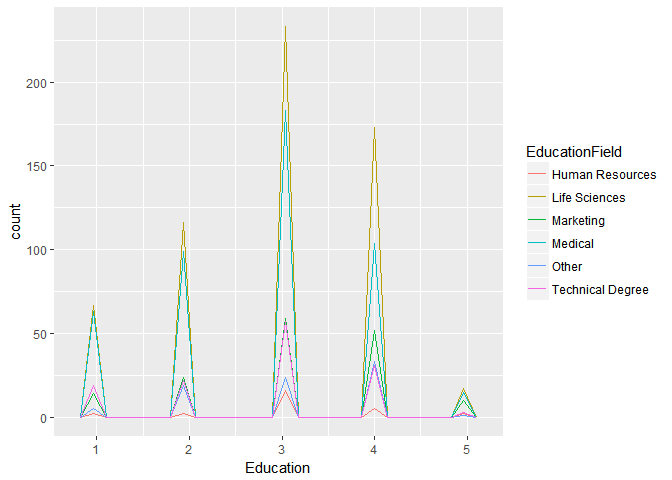 200
150
100
50
0
count
1 2 3 4 5
Education
EducationField
Human Resources
Life Sciences
Marketing
Medical
Other
Technical Degree